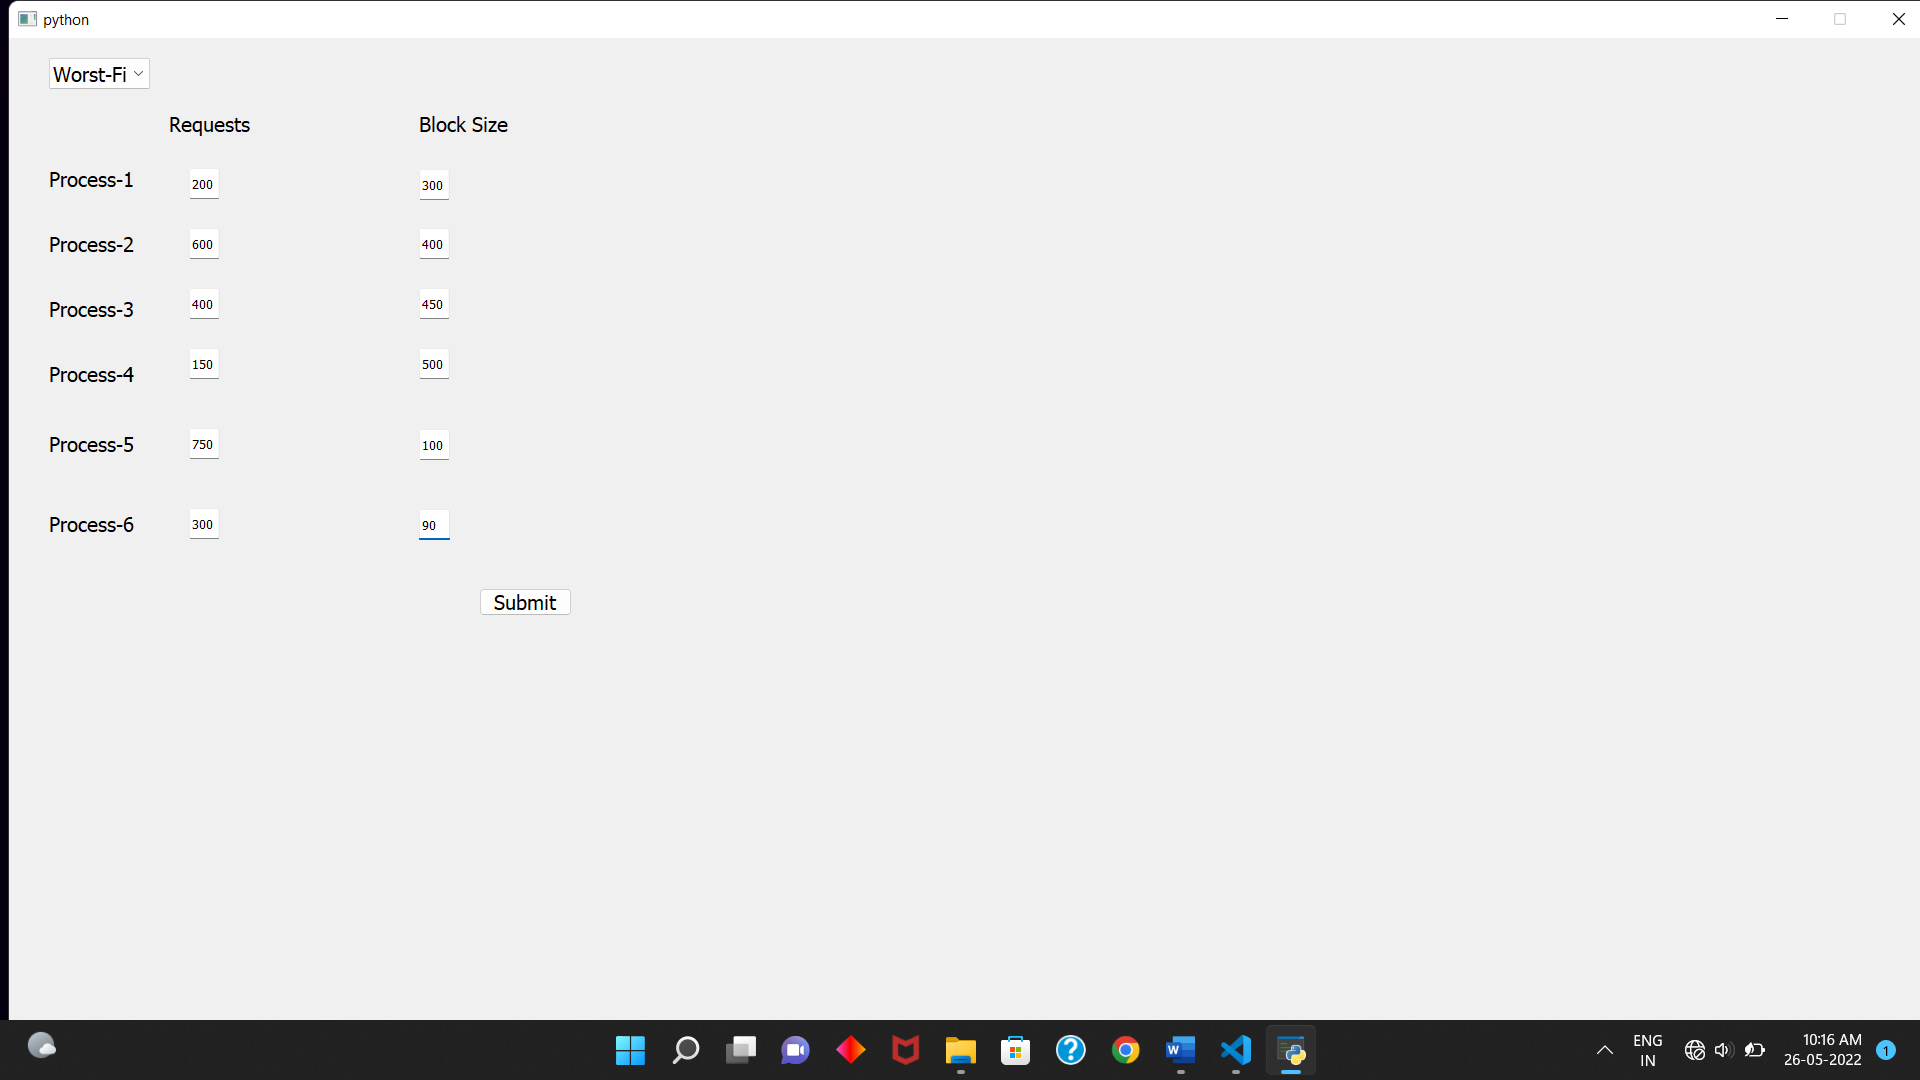 python
Worst-Fi
Requests Block Size
Process-1 200 300
Process-2 600 400
Process-3 400 450
Process-4 150 500
Process-5 750 100
Process-6 300 90
Submit
ENG
IN
10:16 AM
26-05-2022
1